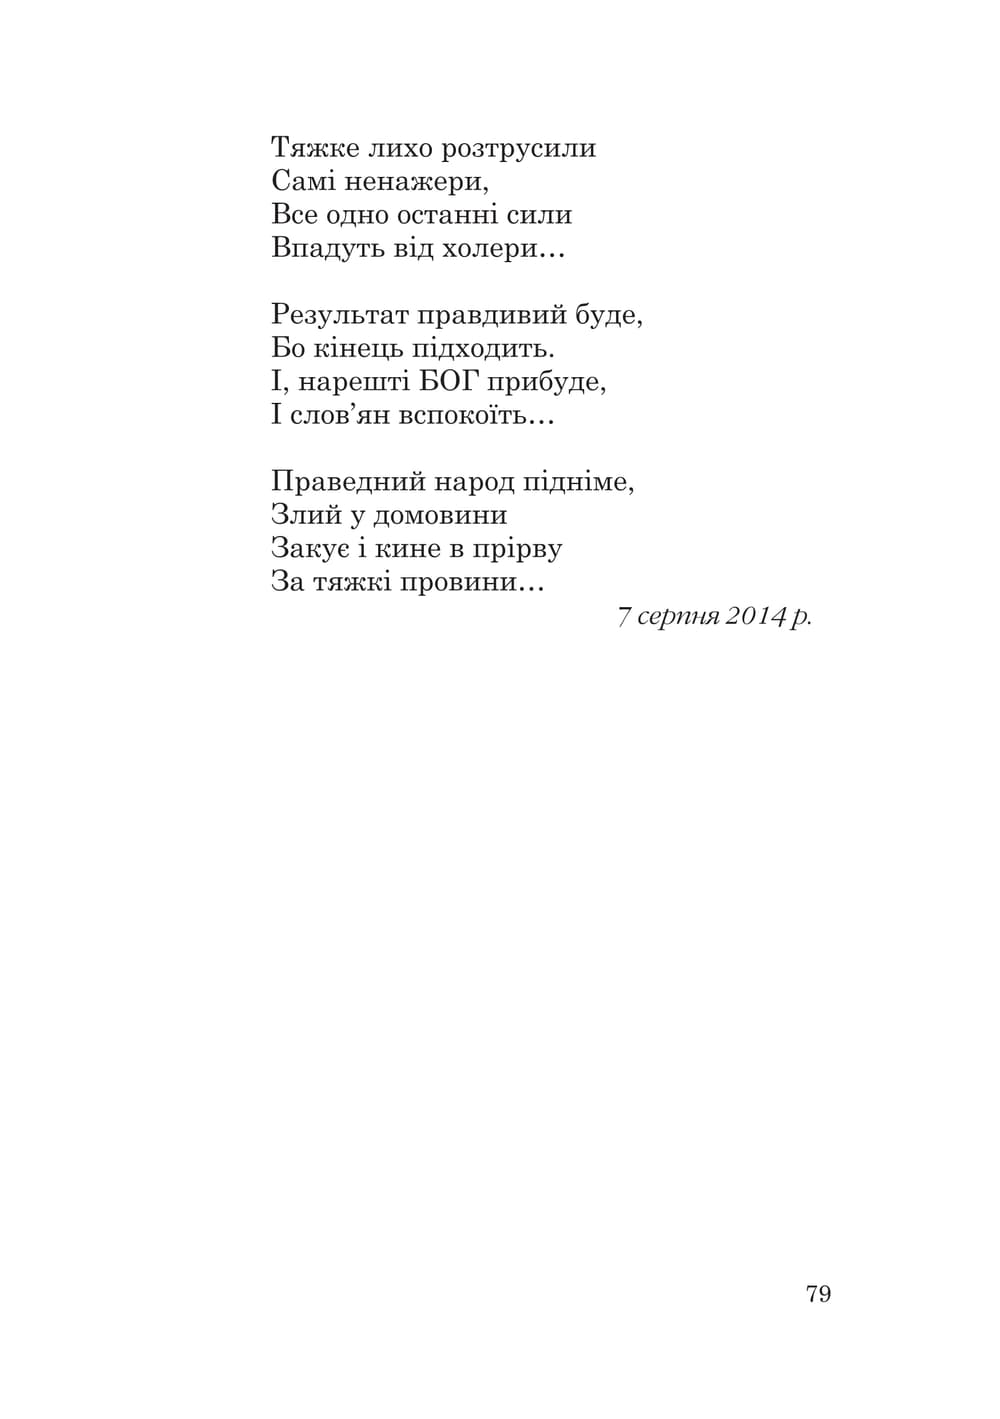 Тяжке лихо розтрусили
Самі ненажери,
Все одно останні сили
Впадуть від холери...
Результат правдивий буде,
Бо кінець підходить.
І, нарешті БОГ прибуде,
І слов’ян вспокоїть...
Праведний народ підніме,
Злий у домовини
Закує і кине в прірву
За тяжкі провини...
7 серпня 2014 р.
79